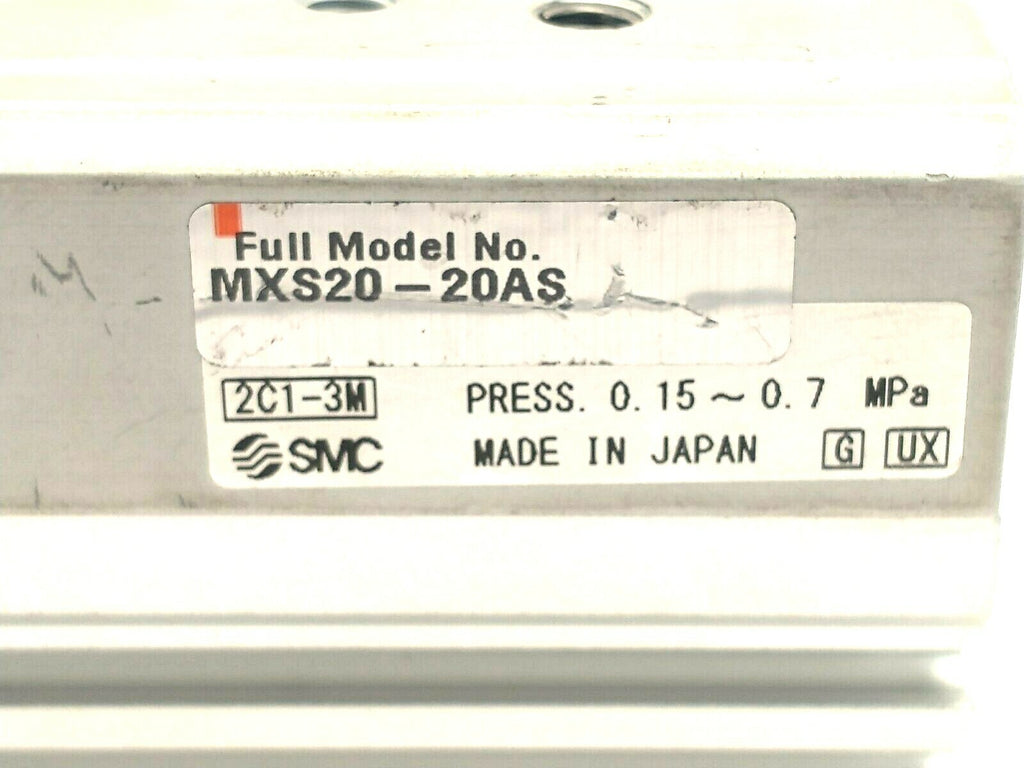 Full Model No.
MXS20-20AS
2C1-3M PRESS. 0.15~0.7 MPa
SMC MADE IN JAPAN G UX